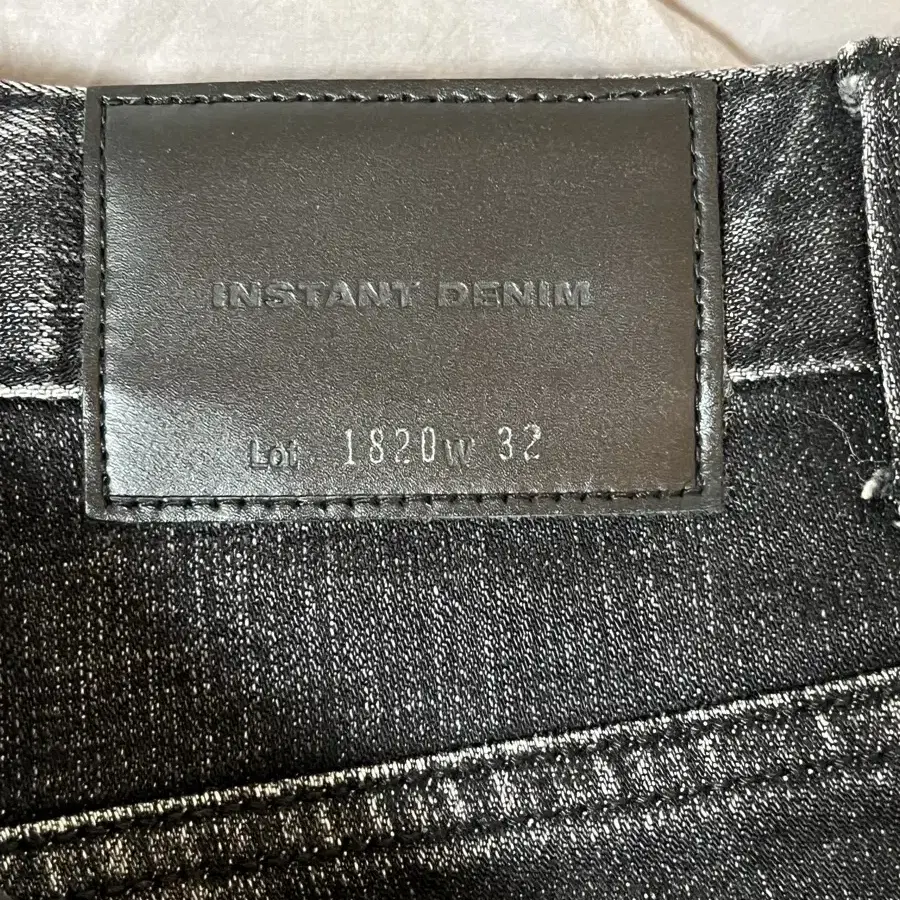 INSTANT DENIM
Lot 1820W 32